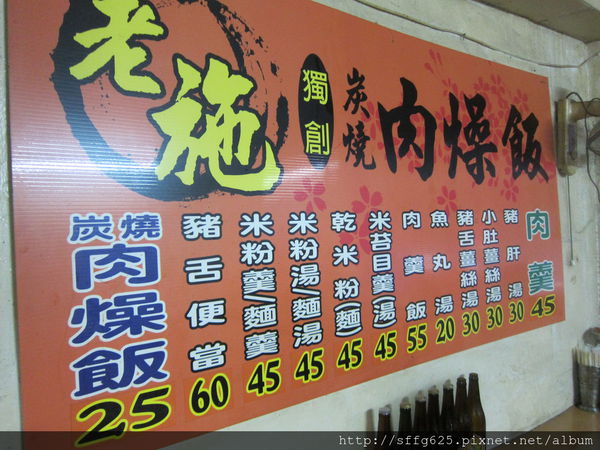 老施
獨創
炭燒
肉燥飯
炭燒
肉燥飯
25
豬舌便當
60
米粉羹/麵羹
45
米粉湯/麵湯
45
乾米粉(麵)
45
米苔目羹(湯)
45
肉羹飯
55
魚丸湯
20
豬舌薑絲湯
30
小肚薑絲湯
30
豬肝湯
30
肉羹
45
http://sffg625.pixnet.net/album